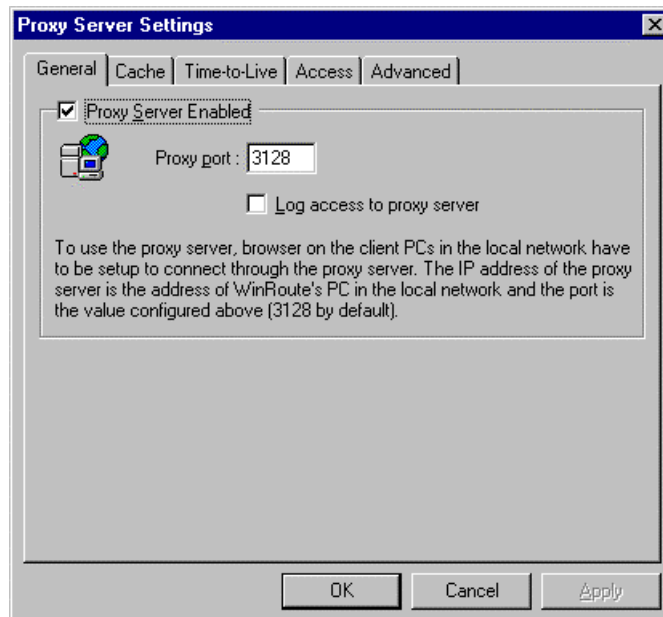 Proxy Server Settings
General Cache Time-to-Live Access Advanced
Proxy Server Enabled
Proxy port : 3128
Log access to proxy server
To use the proxy server, browser on the client PCs in the local network have
to be setup to connect through the proxy server. The IP address of the proxy
server is the address of WinRoute's PC in the local network and the port is
the value configured above (3128 by default).
OK Cancel Apply